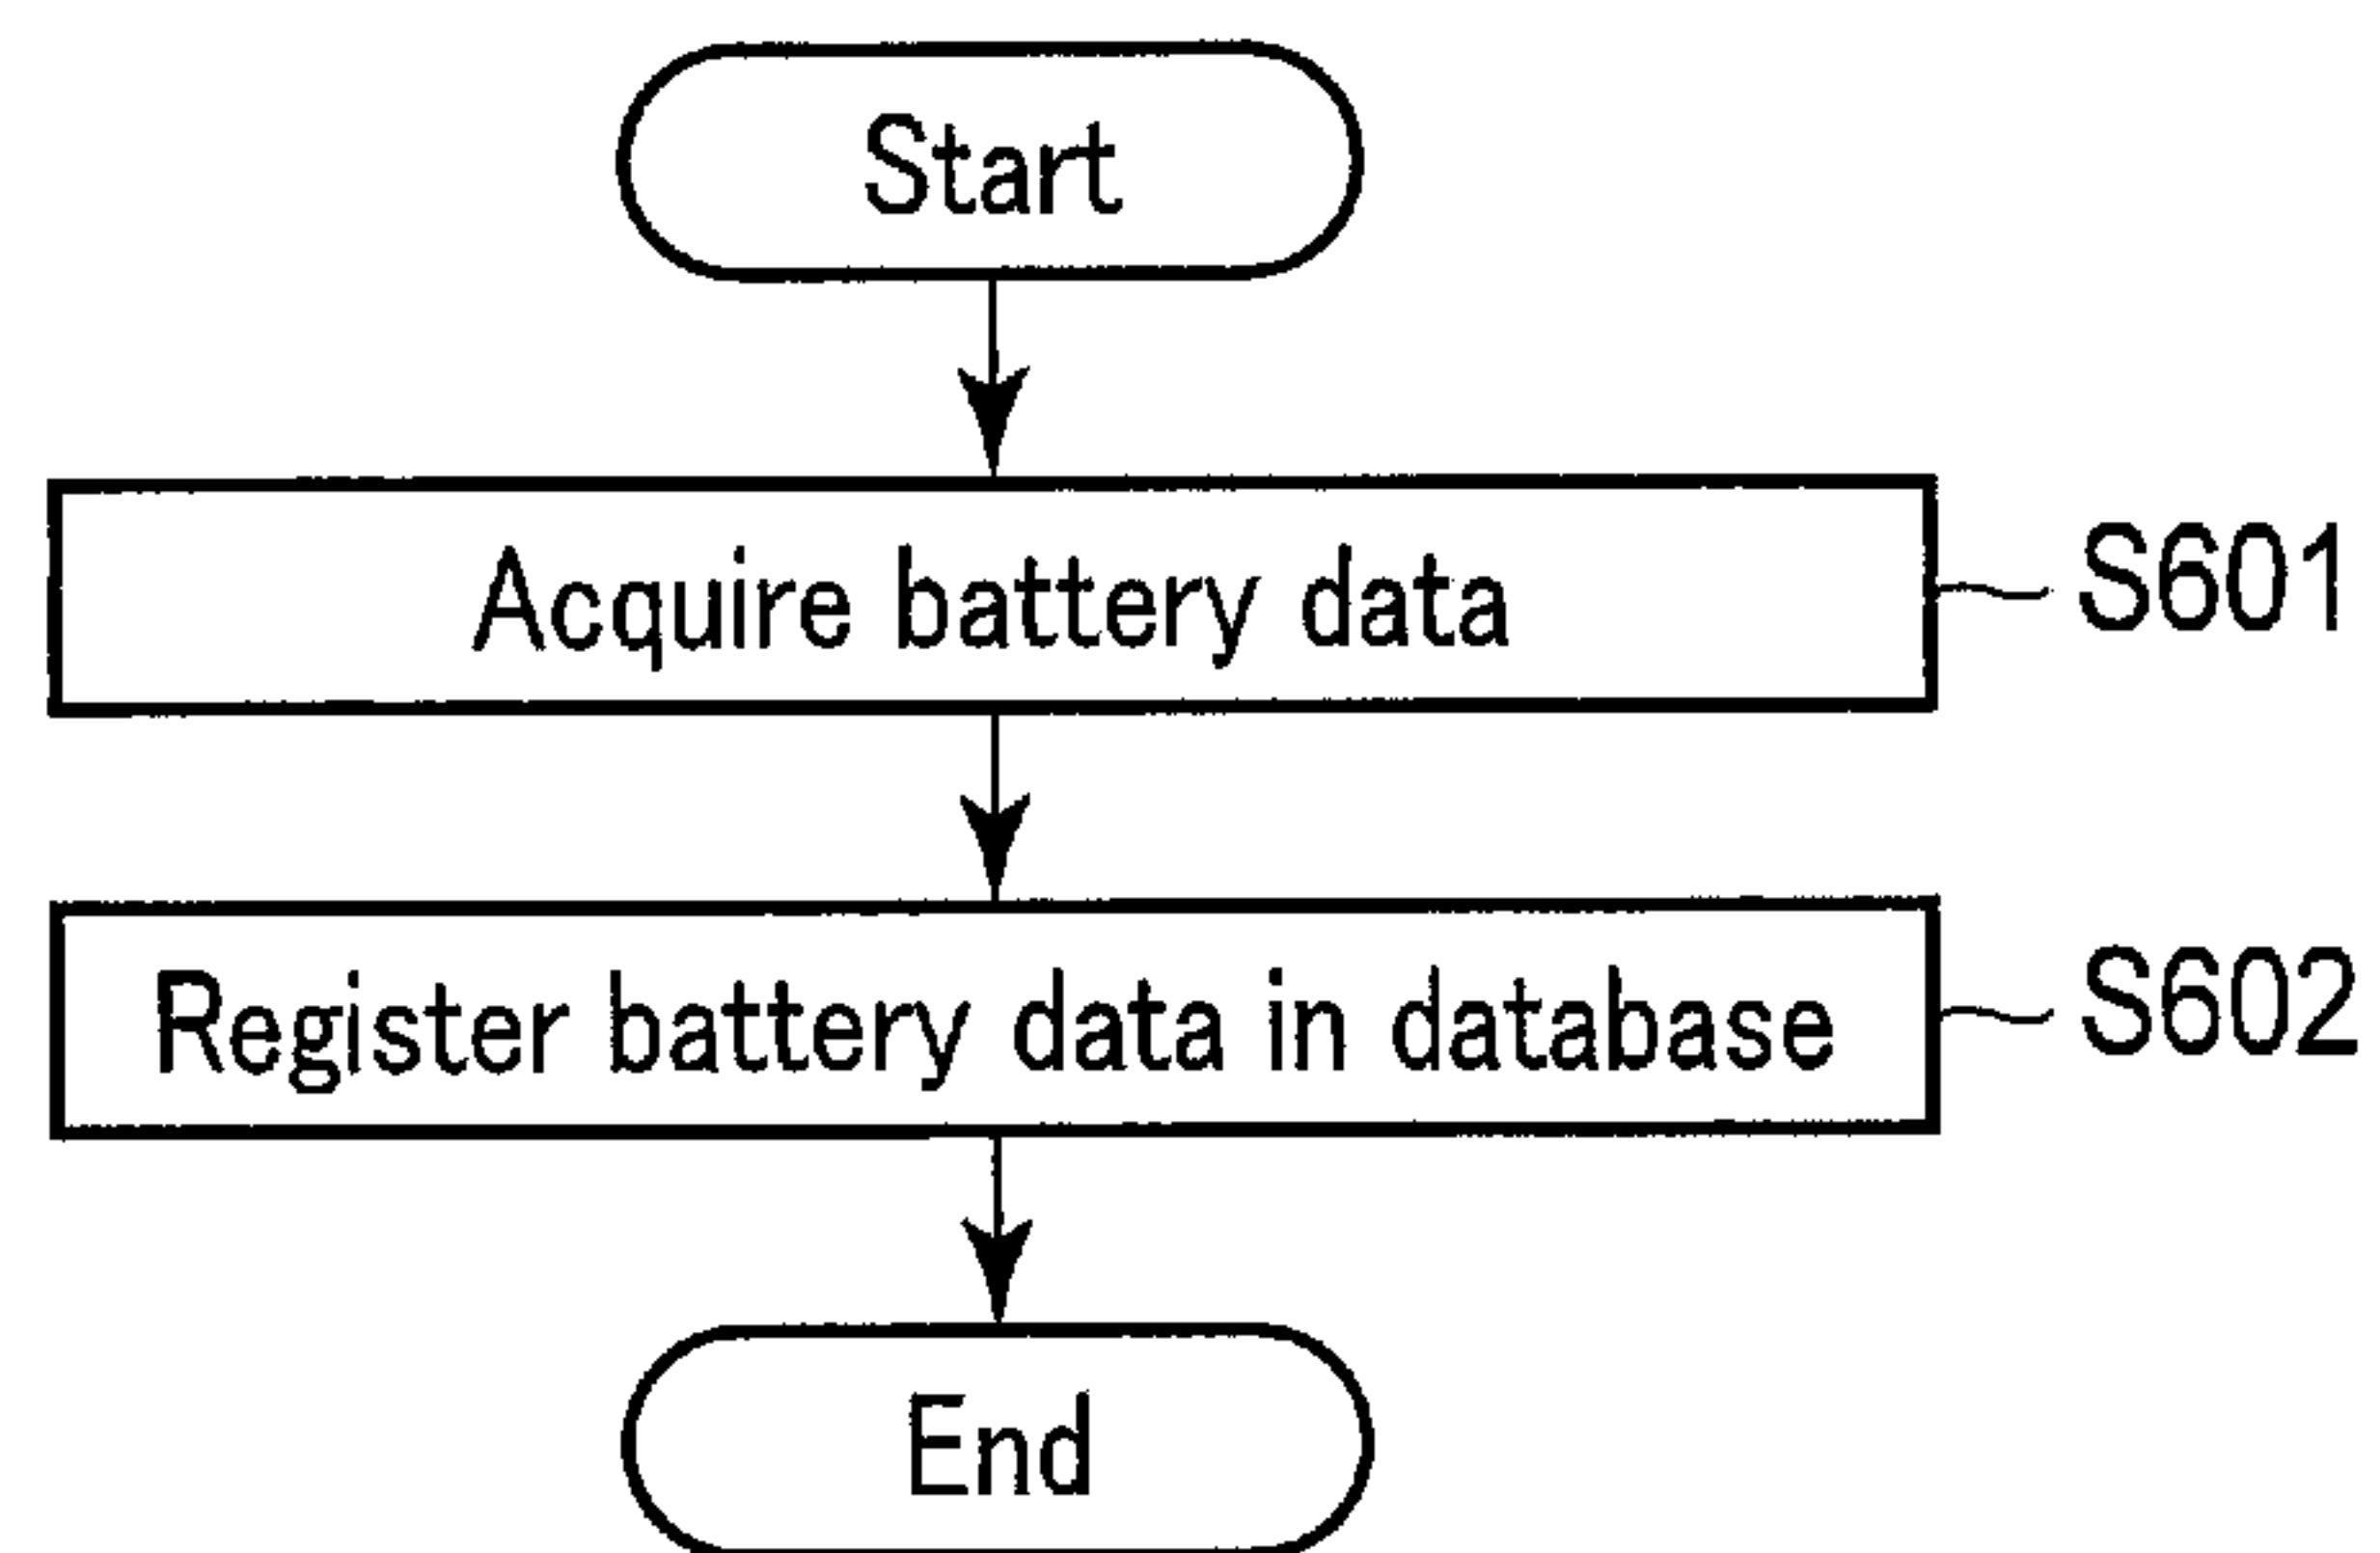 Start
Acquire battery data
S601
Register battery data in database
S602
End